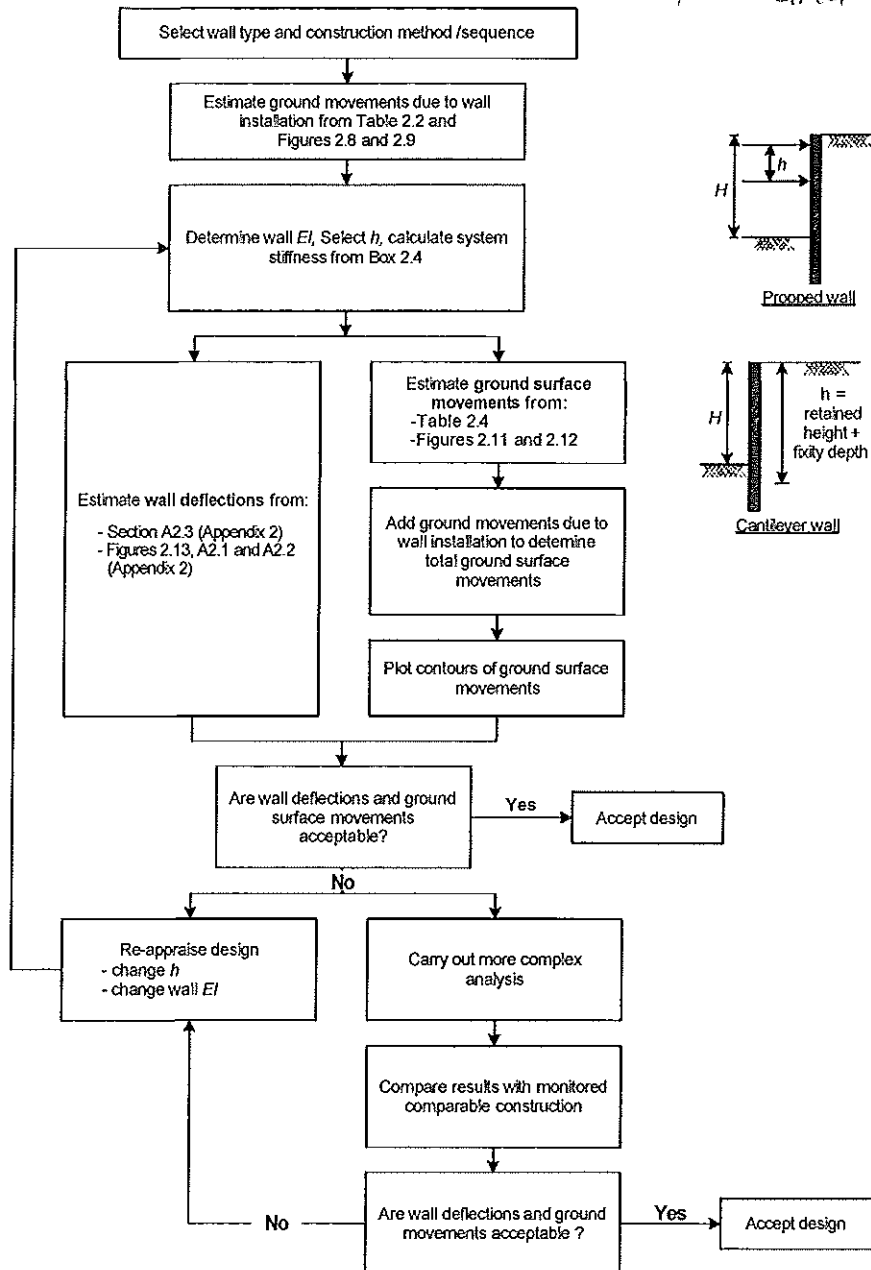 Select wall type and construction method /sequence
Estimate ground movements due to wall
installation from Table 2.2 and
Figures 2.8 and 2.9
Determine wall EI, Select h, calculate system
stiffness from Box 2.4
H
h
Propped wall
Estimate wall deflections from:
- Section A2.3 (Appendix 2)
- Figures 2.13, A2.1 and A2.2
(Appendix 2)
Estimate ground surface
movements from:
-Table 2.4
-Figures 2.11 and 2.12
H
h =
retained
height +
fixity depth
Cantilever wall
Add ground movements due to
wall installation to detemine
total ground surface
movements
Plot contours of ground surface
movements
Are wall deflections and ground
surface movements
acceptable?
Yes
Accept design
No
Re-appraise design
- change h
- change wall EI
Carry out more complex
analysis
Compare results with monitored
comparable construction
Are wall deflections and ground
movements acceptable ?
No
Yes
Accept design